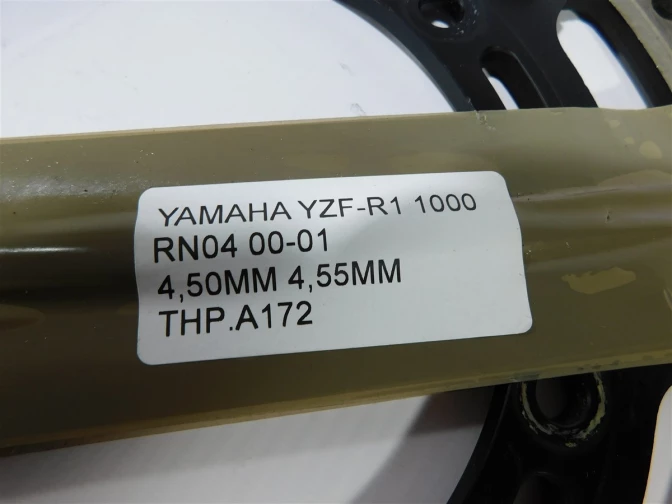 YAMAHA YZF-R1 1000
RN04 00-01
4,50MM 4,55MM
THP.A172